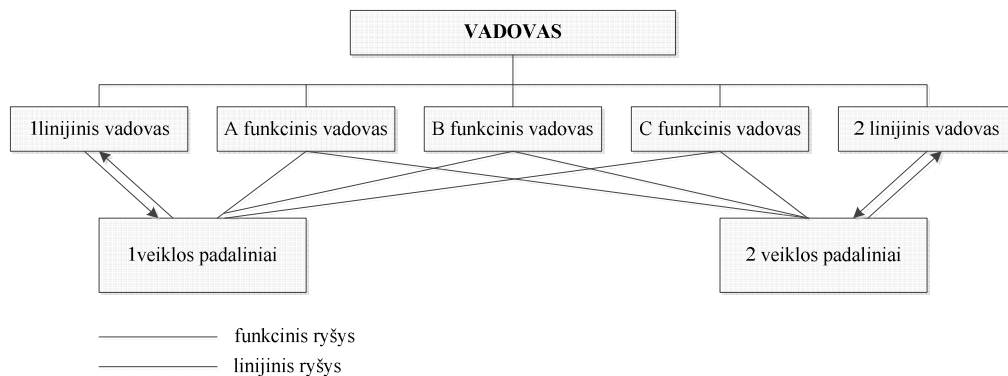 VADOVAS
1linijinis vadovas
A funkcinis vadovas
B funkcinis vadovas
C funkcinis vadovas
2 linijinis vadovas
1veiklos padaliniai
2 veiklos padaliniai
funkcinis ryšys
linijinis ryšys